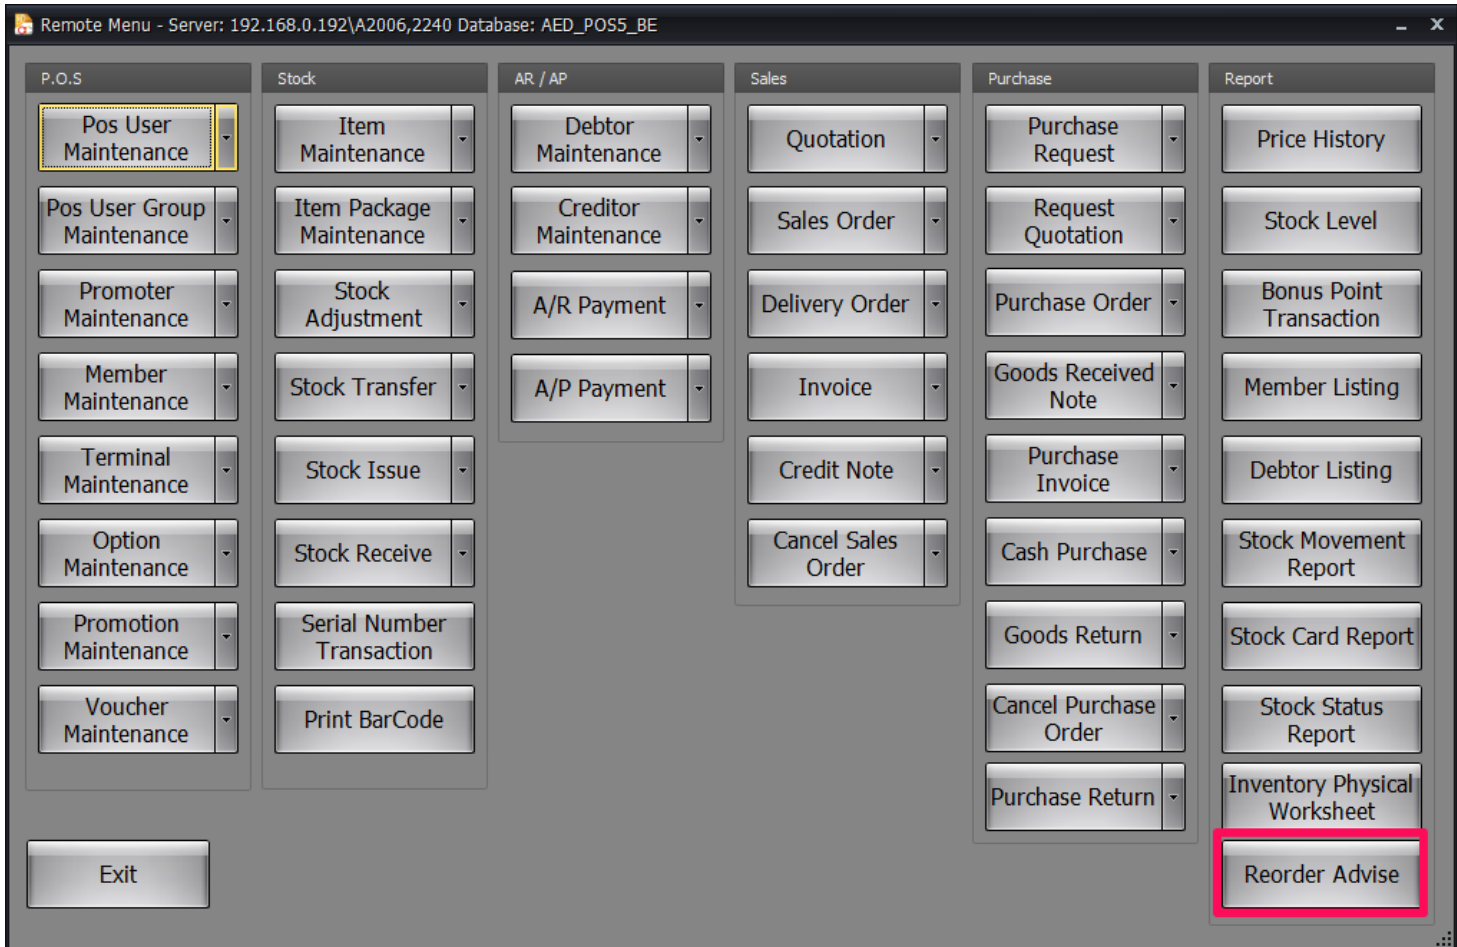 Remote Menu - Server: 192.168.0.192\A2006,2240 Database: AED_POS5_BE
P.O.S
Pos User
Maintenance
Pos User Group
Maintenance
Promoter
Maintenance
Member
Maintenance
Terminal
Maintenance
Option
Maintenance
Promotion
Maintenance
Voucher
Maintenance
Exit
Stock
Item
Maintenance
Item Package
Maintenance
Stock
Adjustment
Stock Transfer
Stock Issue
Stock Receive
Serial Number
Transaction
Print BarCode
AR / AP
Debtor
Maintenance
Creditor
Maintenance
A/R Payment
A/P Payment
Sales
Quotation
Sales Order
Delivery Order
Invoice
Credit Note
Cancel Sales
Order
Purchase
Purchase
Request
Request
Quotation
Purchase Order
Goods Received
Note
Purchase
Invoice
Cash Purchase
Goods Return
Cancel Purchase
Order
Purchase Return
Report
Price History
Stock Level
Bonus Point
Transaction
Member Listing
Debtor Listing
Stock Movement
Report
Stock Card Report
Stock Status
Report
Inventory Physical
Worksheet
Reorder Advise